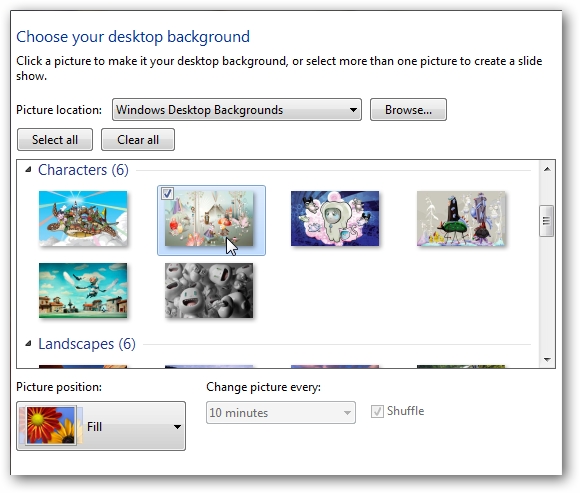 Choose your desktop background
Click a picture to make it your desktop background, or select more than one picture to create a slide
show.
Picture location: Windows Desktop Backgrounds Browse...
Select all Clear all
Characters (6)
Landscapes (6)
Picture position: Change picture every:
Fill 10 minutes Shuffle